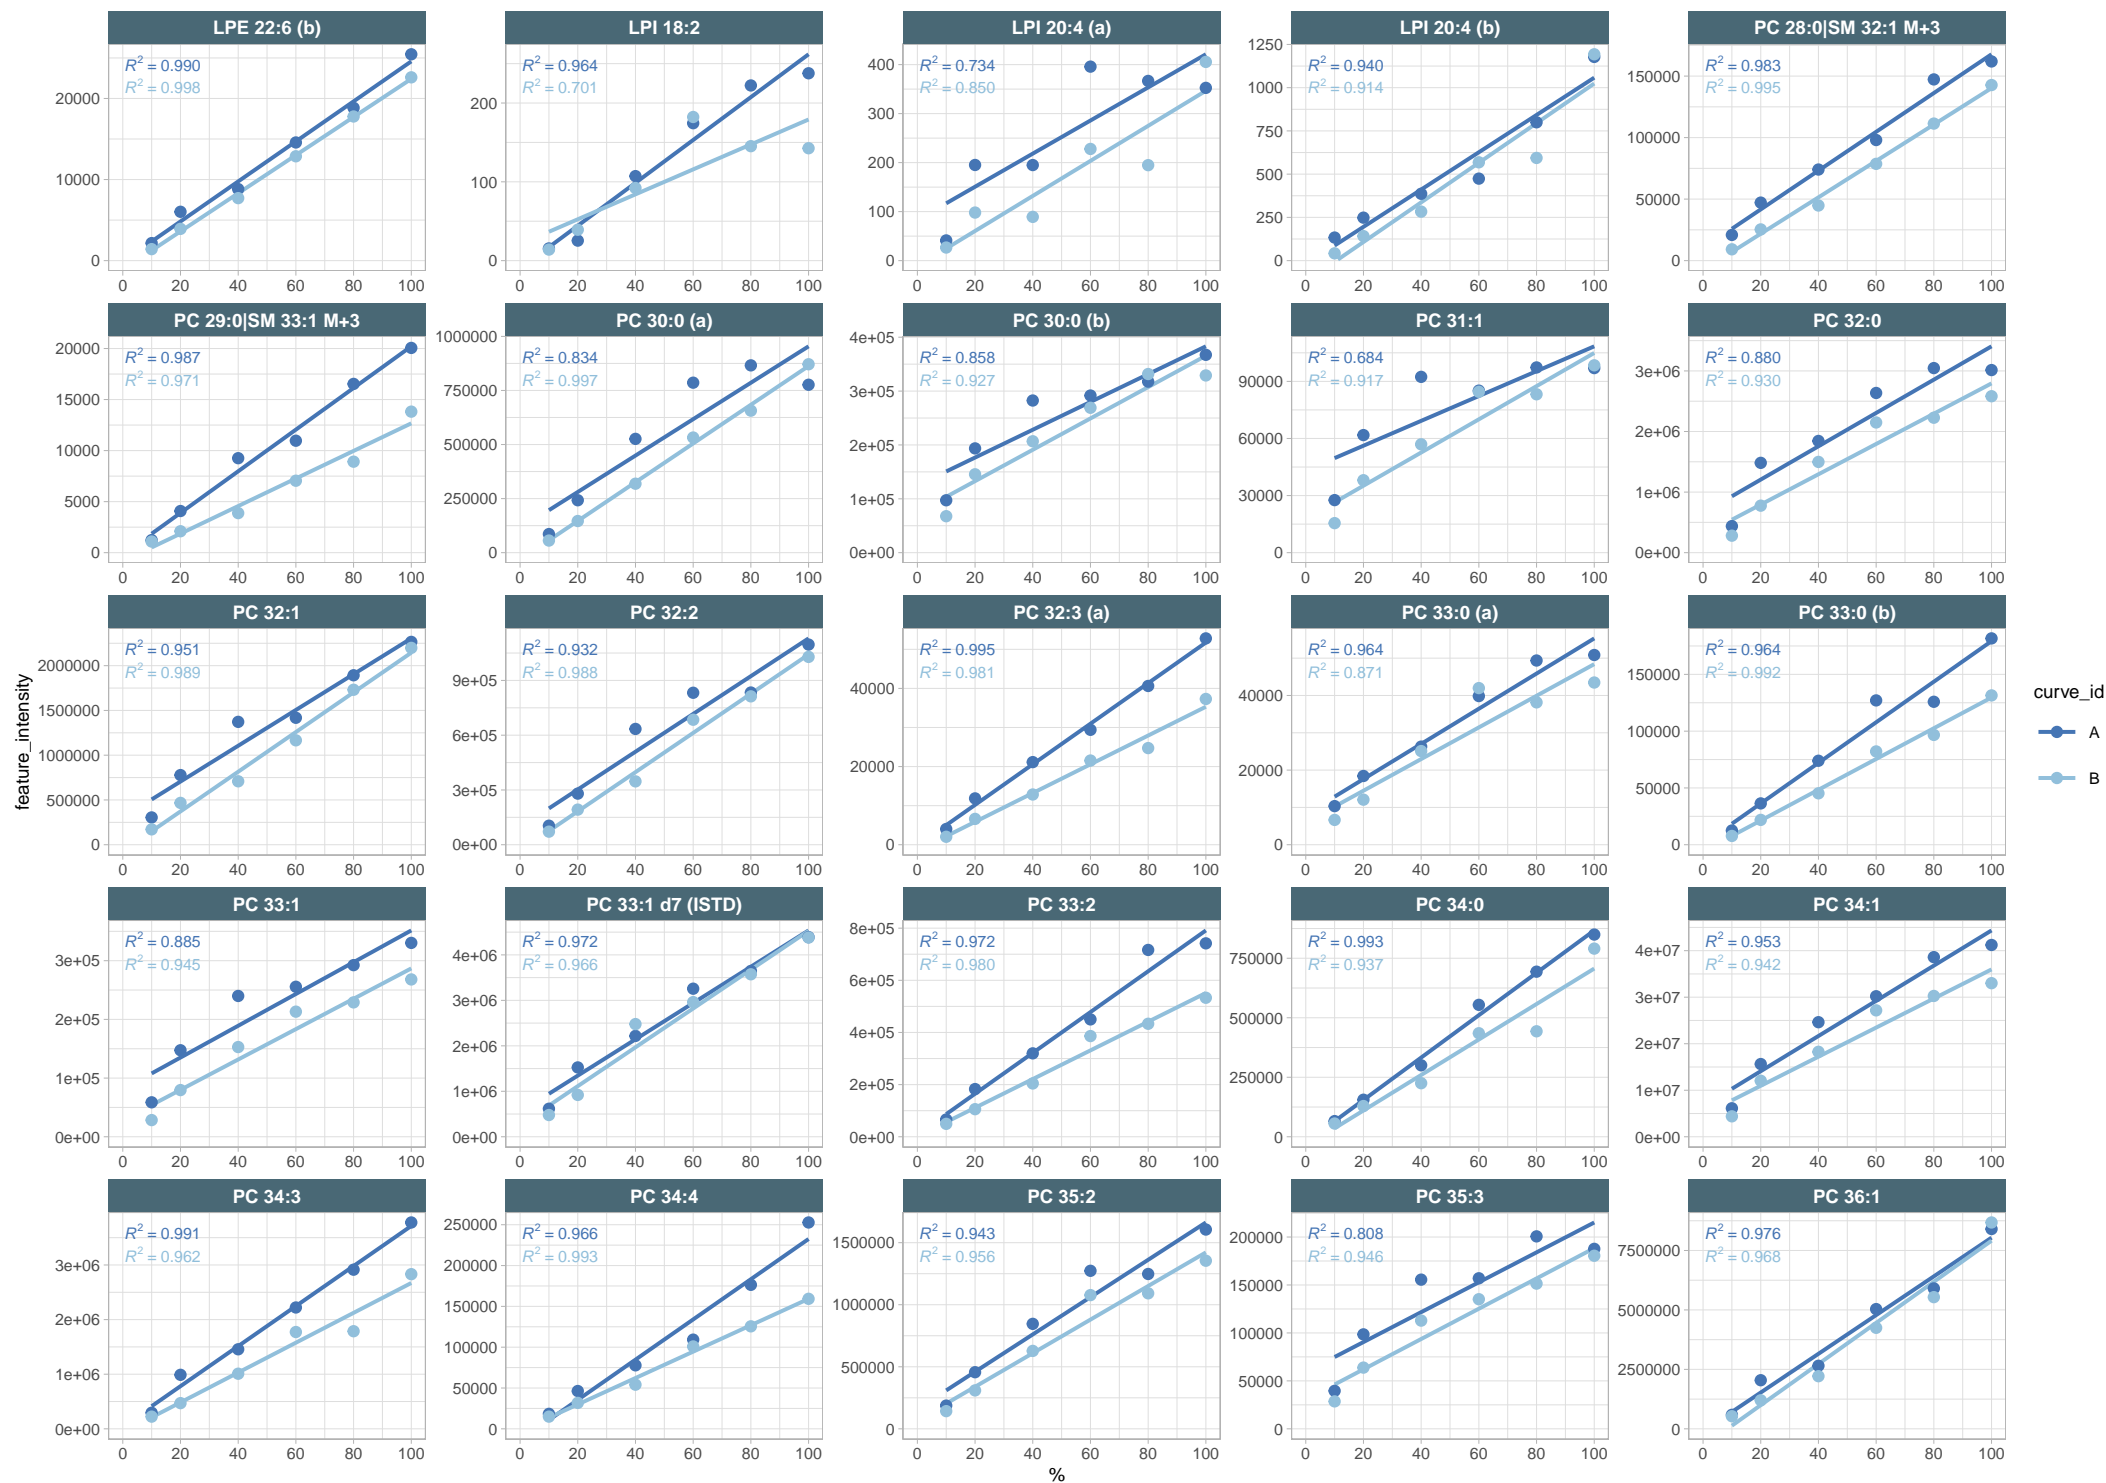 LPE 22:6 (b)
R2 = 0.990
R2 = 0.998
20000
10000
0
0 20 40 60 80 100
LPI 18:2
R2 = 0.964
R2 = 0.701
200
100
0
0 20 40 60 80 100
LPI 20:4 (a)
R2 = 0.734
R2 = 0.850
400
300
200
100
0
0 20 40 60 80 100
LPI 20:4 (b)
R2 = 0.940
R2 = 0.914
1250
1000
750
500
250
0
0 20 40 60 80 100
PC 28:0|SM 32:1 M+3
R2 = 0.983
R2 = 0.995
150000
100000
50000
0
0 20 40 60 80 100
PC 29:0|SM 33:1 M+3
R2 = 0.987
R2 = 0.971
20000
15000
10000
5000
0
0 20 40 60 80 100
PC 30:0 (a)
R2 = 0.834
R2 = 0.997
1000000
750000
500000
250000
0
0 20 40 60 80 100
PC 30:0 (b)
R2 = 0.858
R2 = 0.927
4e+05
3e+05
2e+05
1e+05
0e+00
0 20 40 60 80 100
PC 31:1
R2 = 0.684
R2 = 0.917
90000
60000
30000
0
0 20 40 60 80 100
PC 32:0
R2 = 0.880
R2 = 0.930
3e+06
2e+06
1e+06
0e+00
0 20 40 60 80 100
feature_intensity
PC 32:1
R2 = 0.951
R2 = 0.989
2000000
1500000
1000000
500000
0
0 20 40 60 80 100
PC 32:2
R2 = 0.932
R2 = 0.988
9e+05
6e+05
3e+05
0e+00
0 20 40 60 80 100
PC 32:3 (a)
R2 = 0.995
R2 = 0.981
40000
20000
0
0 20 40 60 80 100
PC 33:0 (a)
R2 = 0.964
R2 = 0.871
40000
20000
0
0 20 40 60 80 100
PC 33:0 (b)
R2 = 0.964
R2 = 0.992
150000
100000
50000
0
0 20 40 60 80 100
curve_id
A
B
PC 33:1
R2 = 0.885
R2 = 0.945
3e+05
2e+05
1e+05
0e+00
0 20 40 60 80 100
PC 33:1 d7 (ISTD)
R2 = 0.972
R2 = 0.966
4e+06
3e+06
2e+06
1e+06
0e+00
0 20 40 60 80 100
PC 33:2
R2 = 0.972
R2 = 0.980
8e+05
6e+05
4e+05
2e+05
0e+00
0 20 40 60 80 100
PC 34:0
R2 = 0.993
R2 = 0.937
750000
500000
250000
0
0 20 40 60 80 100
PC 34:1
R2 = 0.953
R2 = 0.942
4e+07
3e+07
2e+07
1e+07
0e+00
0 20 40 60 80 100
PC 34:3
R2 = 0.991
R2 = 0.962
3e+06
2e+06
1e+06
0e+00
0 20 40 60 80 100
PC 34:4
R2 = 0.966
R2 = 0.993
250000
200000
150000
100000
50000
0
0 20 40 60 80 100
PC 35:2
R2 = 0.943
R2 = 0.956
1500000
1000000
500000
0
0 20 40 60 80 100
PC 35:3
R2 = 0.808
R2 = 0.946
200000
150000
100000
50000
0
0 20 40 60 80 100
PC 36:1
R2 = 0.976
R2 = 0.968
7500000
5000000
2500000
0
0 20 40 60 80 100
%